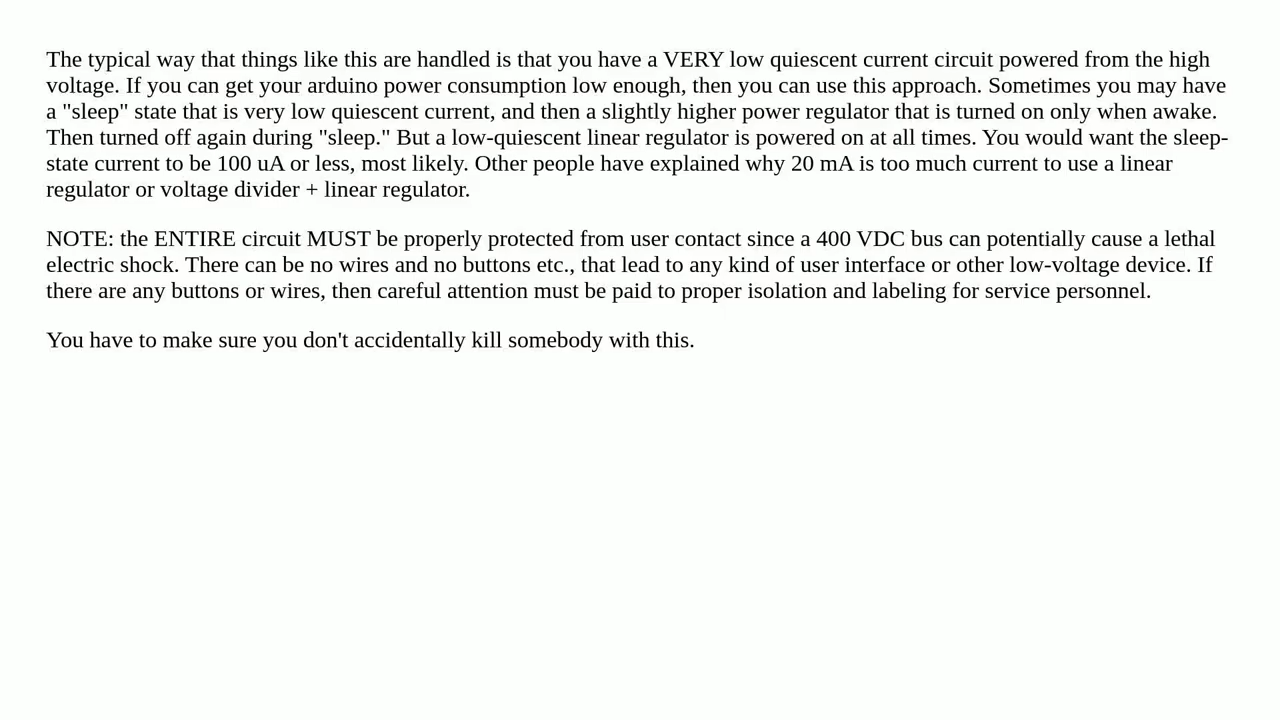 The typical way that things like this are handled is that you have a VERY low quiescent current circuit powered from the high
voltage. If you can get your arduino power consumption low enough, then you can use this approach. Sometimes you may have
a "sleep" state that is very low quiescent current, and then a slightly higher power regulator that is turned on only when awake.
Then turned off again during "sleep." But a low-quiescent linear regulator is powered on at all times. You would want the sleep-
state current to be 100 uA or less, most likely. Other people have explained why 20 mA is too much current to use a linear
regulator or voltage divider + linear regulator.
NOTE: the ENTIRE circuit MUST be properly protected from user contact since a 400 VDC bus can potentially cause a lethal
electric shock. There can be no wires and no buttons etc., that lead to any kind of user interface or other low-voltage device. If
there are any buttons or wires, then careful attention must be paid to proper isolation and labeling for service personnel.
You have to make sure you don't accidentally kill somebody with this.